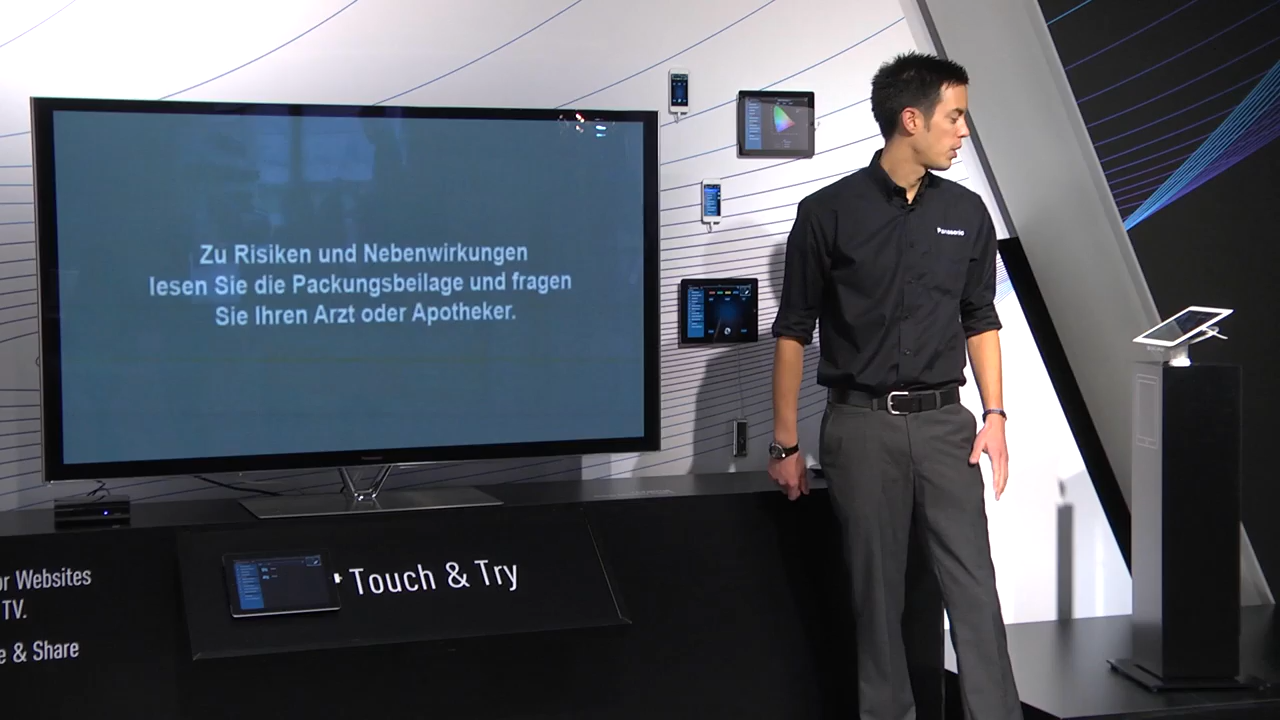 Zu Risiken und Nebenwirkungen
lesen Sie die Packungsbeilage und fragen
Sie Ihren Arzt oder Apotheker.
Panasonic
or Websites
TV.
e & Share
Touch & Try